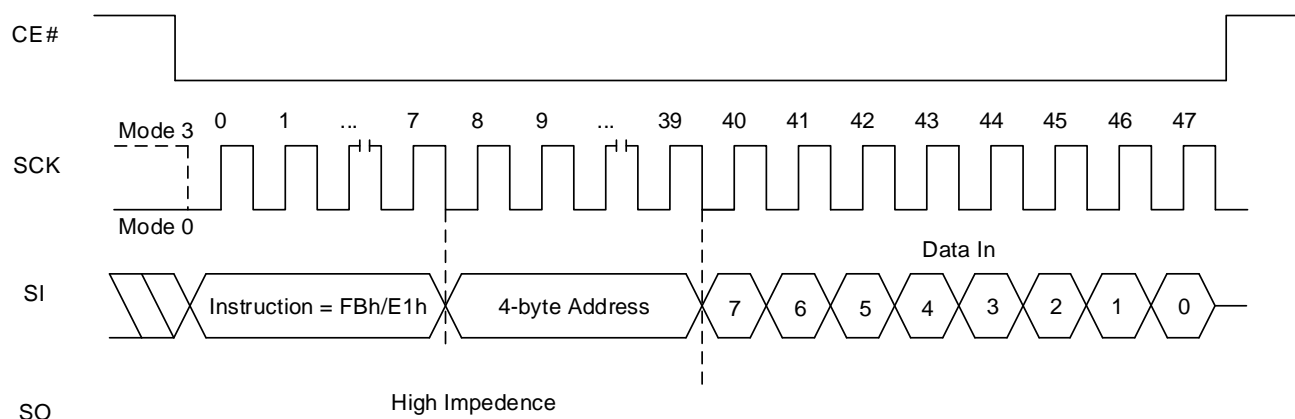 CE#
0 1 ... 7 8 9 ... 39 40 41 42 43 44 45 46 47
Mode 3
SCK
Mode 0
Data In
SI
Instruction = FBh/E1h 4-byte Address 7 6 5 4 3 2 1 0
High Impedence
SO